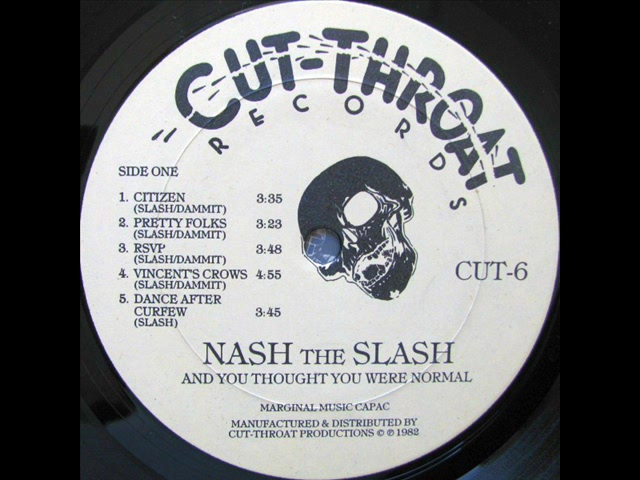 CUT-THROAT
RECORDS
SIDE ONE
1. CITIZEN 3:35
(SLASH/DAMMIT)
2. PRETTY FOLKS 3:23
(SLASH/DAMMIT)
3. RSVP 3:48
(SLASH/DAMMIT)
4. VINCENT'S CROWS 4:55
(SLASH/DAMMIT)
5. DANCE AFTER
CURFEW 3:45
(SLASH)
CUT-6
NASH THE SLASH
AND YOU THOUGHT YOU WERE NORMAL
MARGINAL MUSIC CAPAC
MANUFACTURED & DISTRIBUTED BY
CUT-THROAT PRODUCTIONS © ℗ 1982